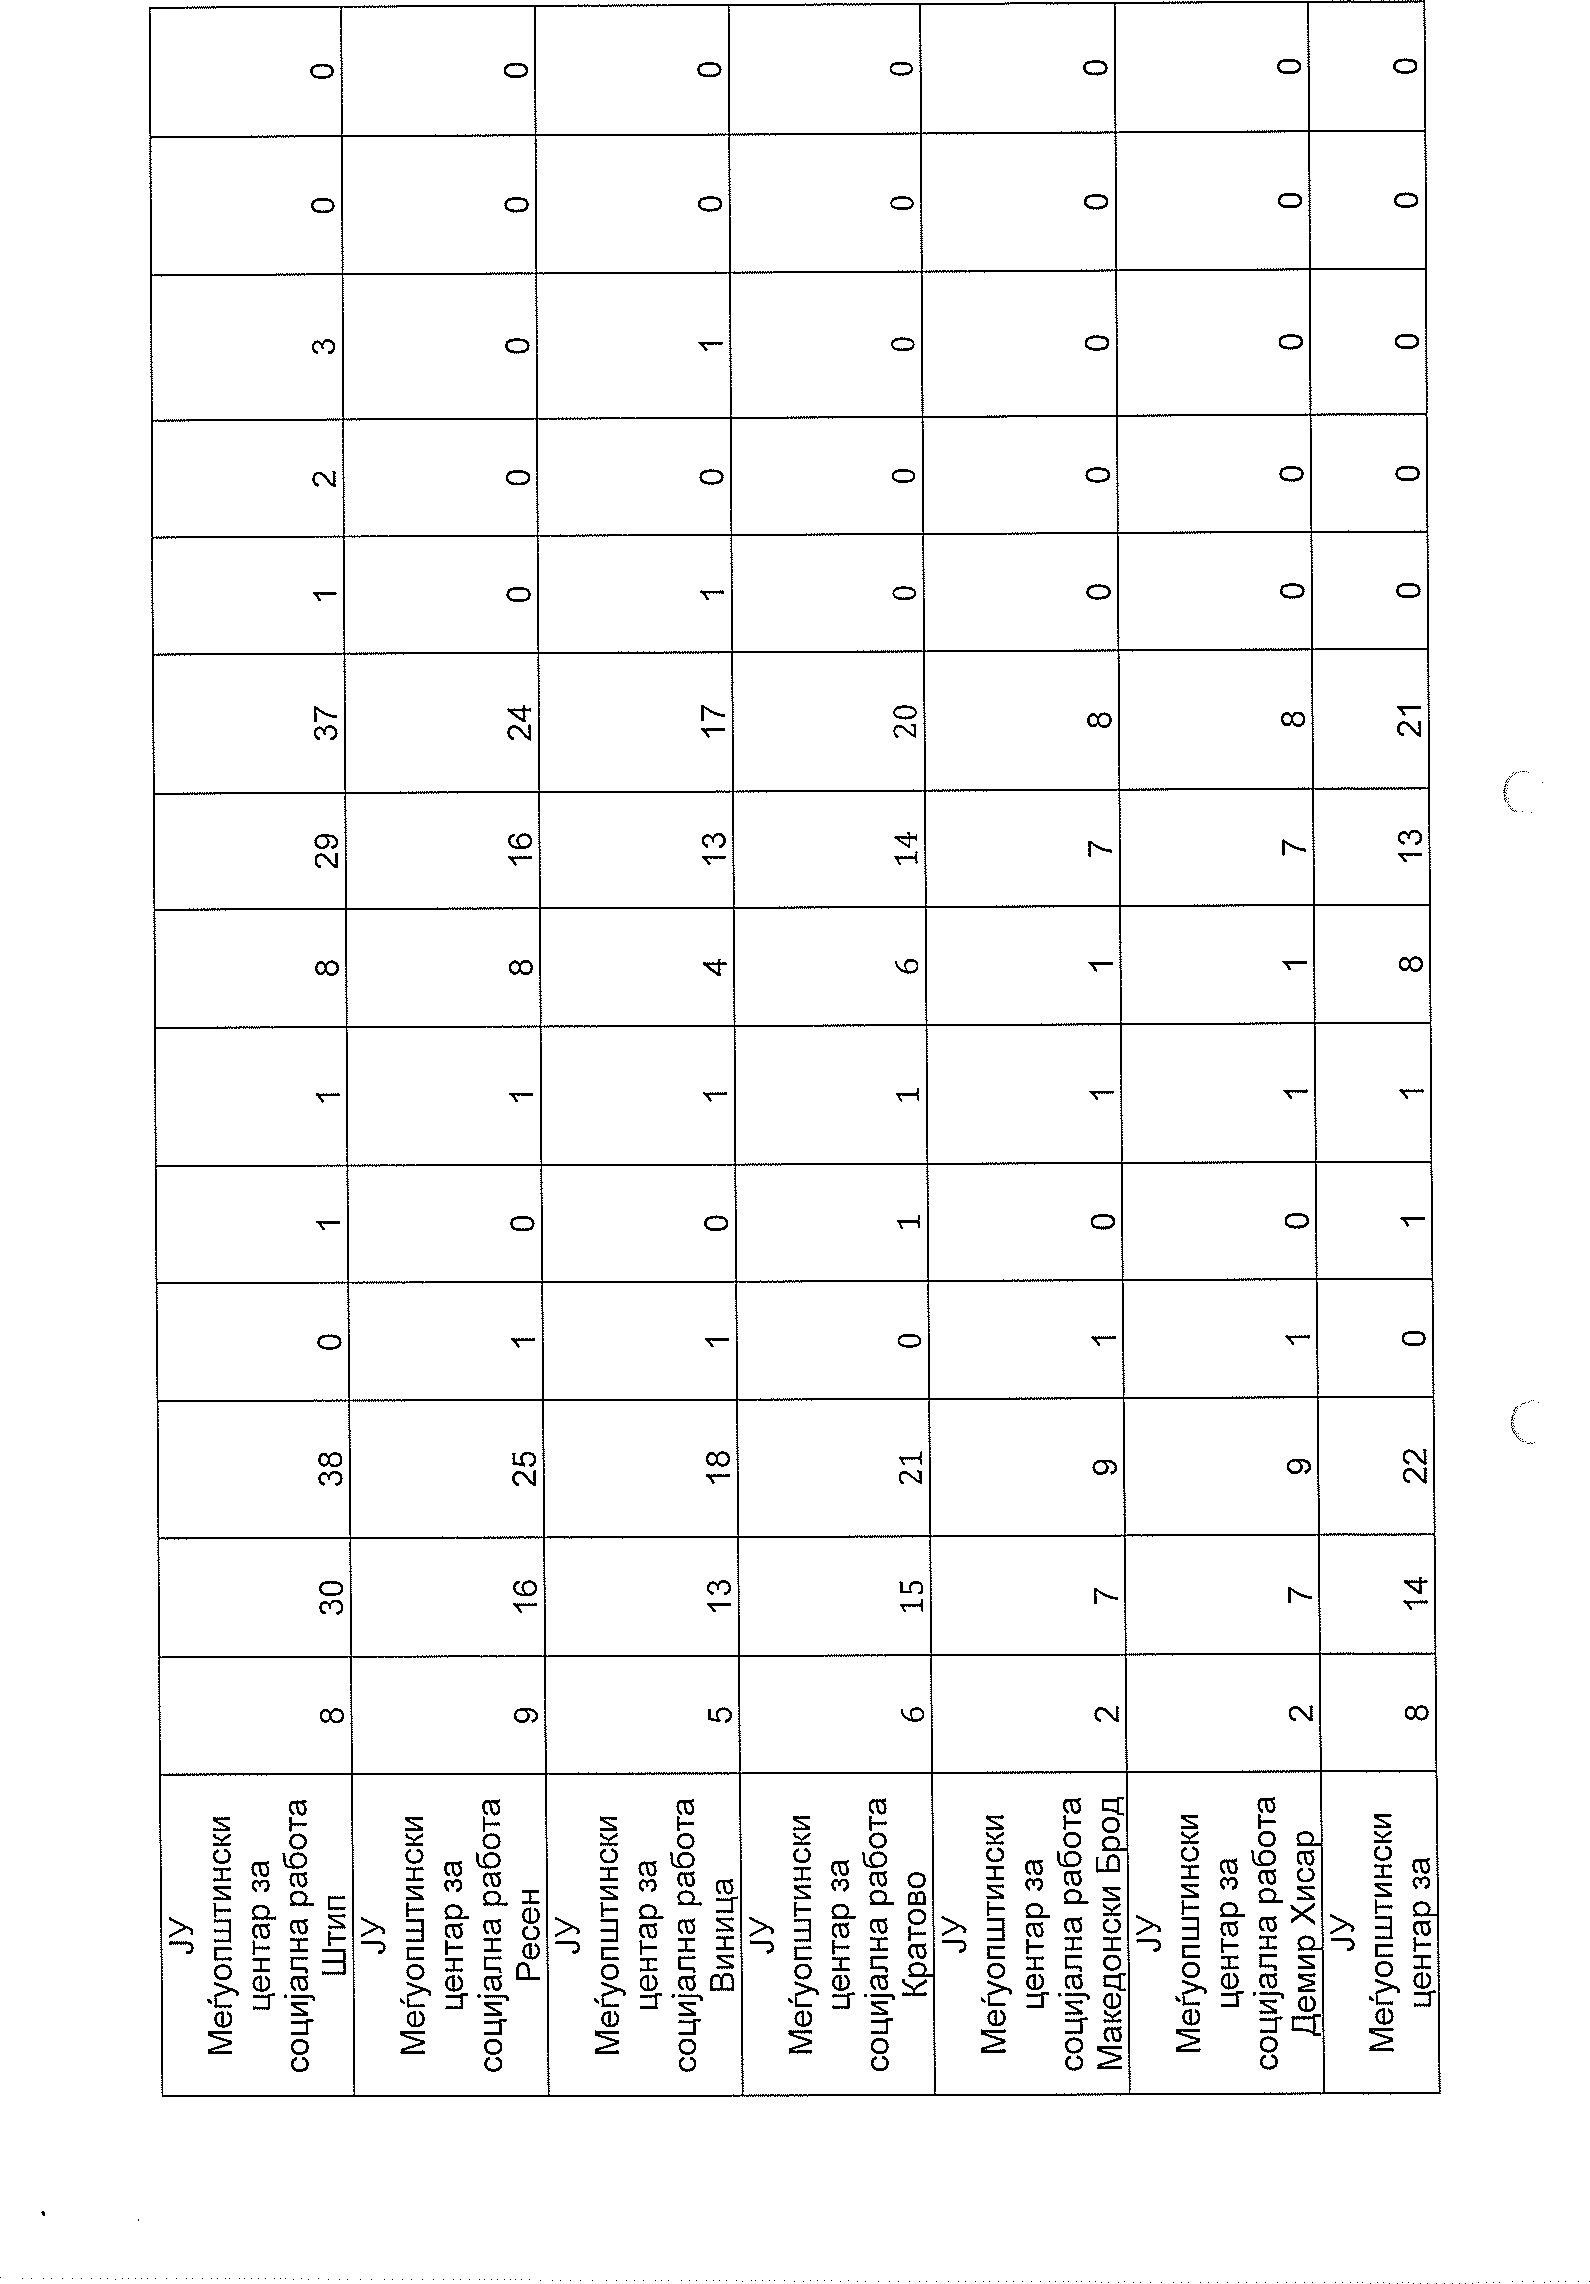 ЈУ
Меѓуопштински
центар за
социјална работа
Штип
8 30 38 0 1 1 8 29 37 1 2 3 0 0
ЈУ
Меѓуопштински
центар за
социјална работа
Ресен
9 16 25 1 0 1 8 16 24 0 0 0 0 0
ЈУ
Меѓуопштински
центар за
социјална работа
Виница
5 13 18 1 0 1 4 13 17 1 0 1 0 0
ЈУ
Меѓуопштински
центар за
социјална работа
Кратово
6 15 21 0 1 1 6 14 20 0 0 0 0 0
ЈУ
Меѓуопштински
центар за
социјална работа
Македонски Брод
2 7 9 1 0 1 1 7 8 0 0 0 0 0
ЈУ
Меѓуопштински
центар за
социјална работа
Демир Хисар
2 7 9 1 0 1 1 7 8 0 0 0 0 0
ЈУ
Меѓуопштински
центар за
8 14 22 0 1 1 8 13 21 0 0 0 0 0